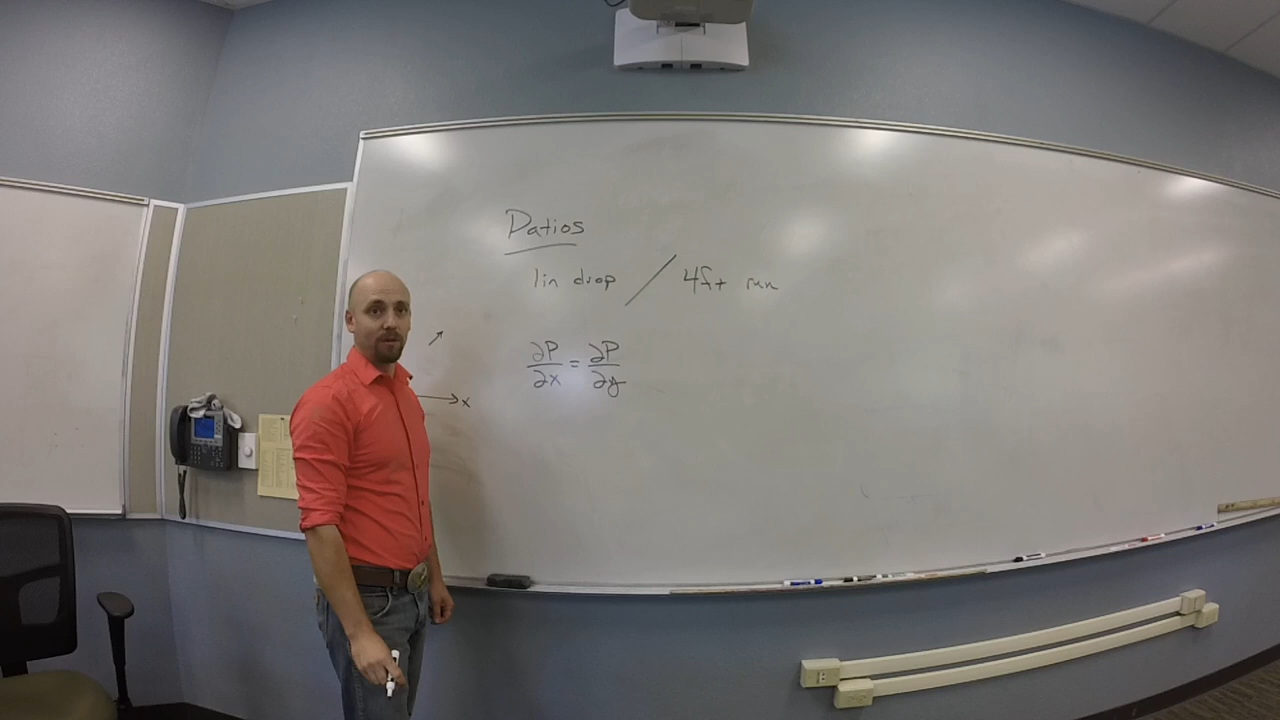 Patios
1in drop / 4ft run
∂P/∂x = ∂P/∂y
x